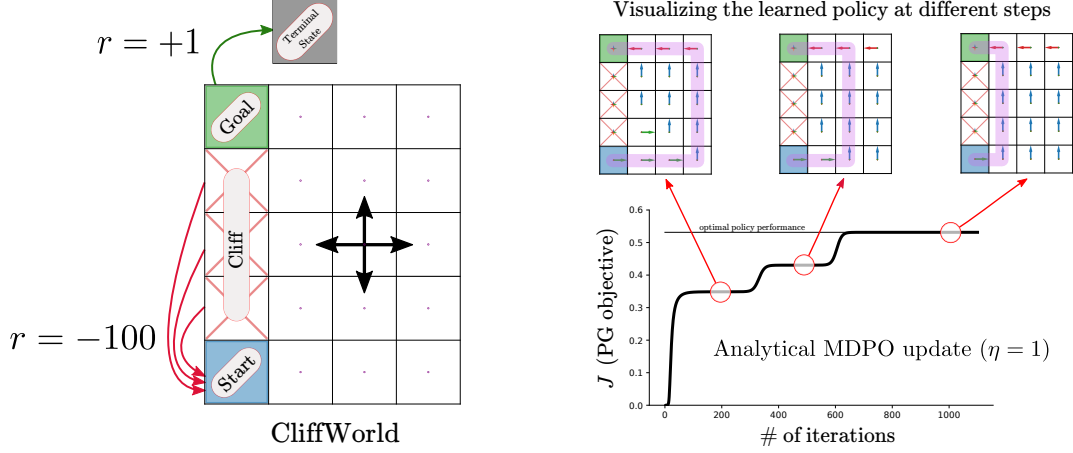 r = +1
Terminal
State
Goal
Cliff
Start
r = −100
CliffWorld
Visualizing the learned policy at different steps
0.6
0.5
0.4
0.3
0.2
0.1
0.0
J (PG objective)
optimal policy performance
Analytical MDPO update (η = 1)
0
200
400
600
800
1000
# of iterations